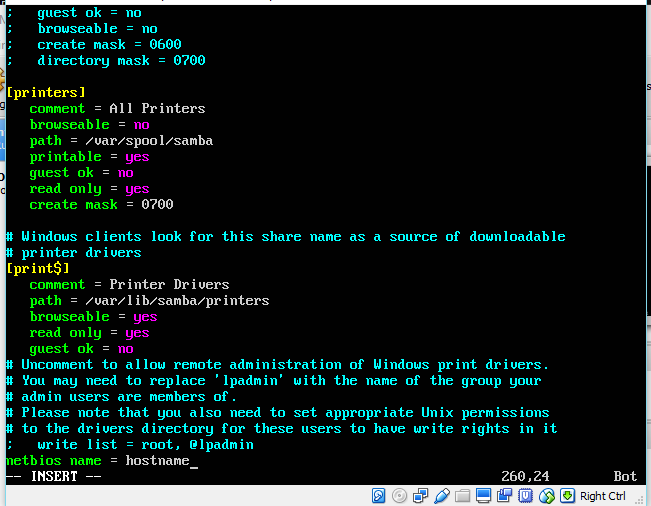 ;   guest ok = no
;   browseable = no
;   create mask = 0600
;   directory mask = 0700
[printers]
   comment = All Printers
   browseable = no
   path = /var/spool/samba
   printable = yes
   guest ok = no
   read only = yes
   create mask = 0700
# Windows clients look for this share name as a source of downloadable
# printer drivers
[print$]
   comment = Printer Drivers
   path = /var/lib/samba/printers
   browseable = yes
   read only = yes
   guest ok = no
# Uncomment to allow remote administration of Windows print drivers.
# You may need to replace 'lpadmin' with the name of the group your
# admin users are members of.
# Please note that you also need to set appropriate Unix permissions
# to the drivers directory for these users to have write rights in it
;   write list = root, @lpadmin
netbios name = hostname_
-- INSERT -- 260,24 Bot
Right Ctrl